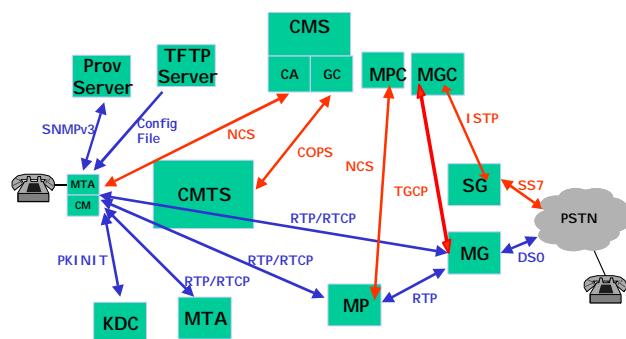 CMS
CA
GC
MPC
MGC
Prov
Server
TFTP
Server
SNMPv3
Config
File
NCS
COPS
NCS
TGCP
ISTP
MTA
CM
CMTS
SG
SS7
PSTN
RTP/RTCP
MG
DS0
PKINIT
RTP/RTCP
RTP/RTCP
RTP
KDC
MTA
MP